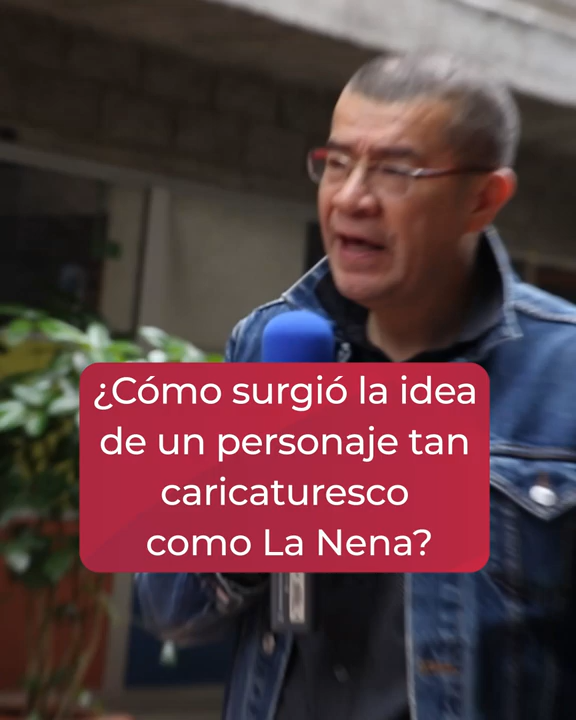 ¿Cómo surgió la idea
de un personaje tan
caricaturesco
como La Nena?